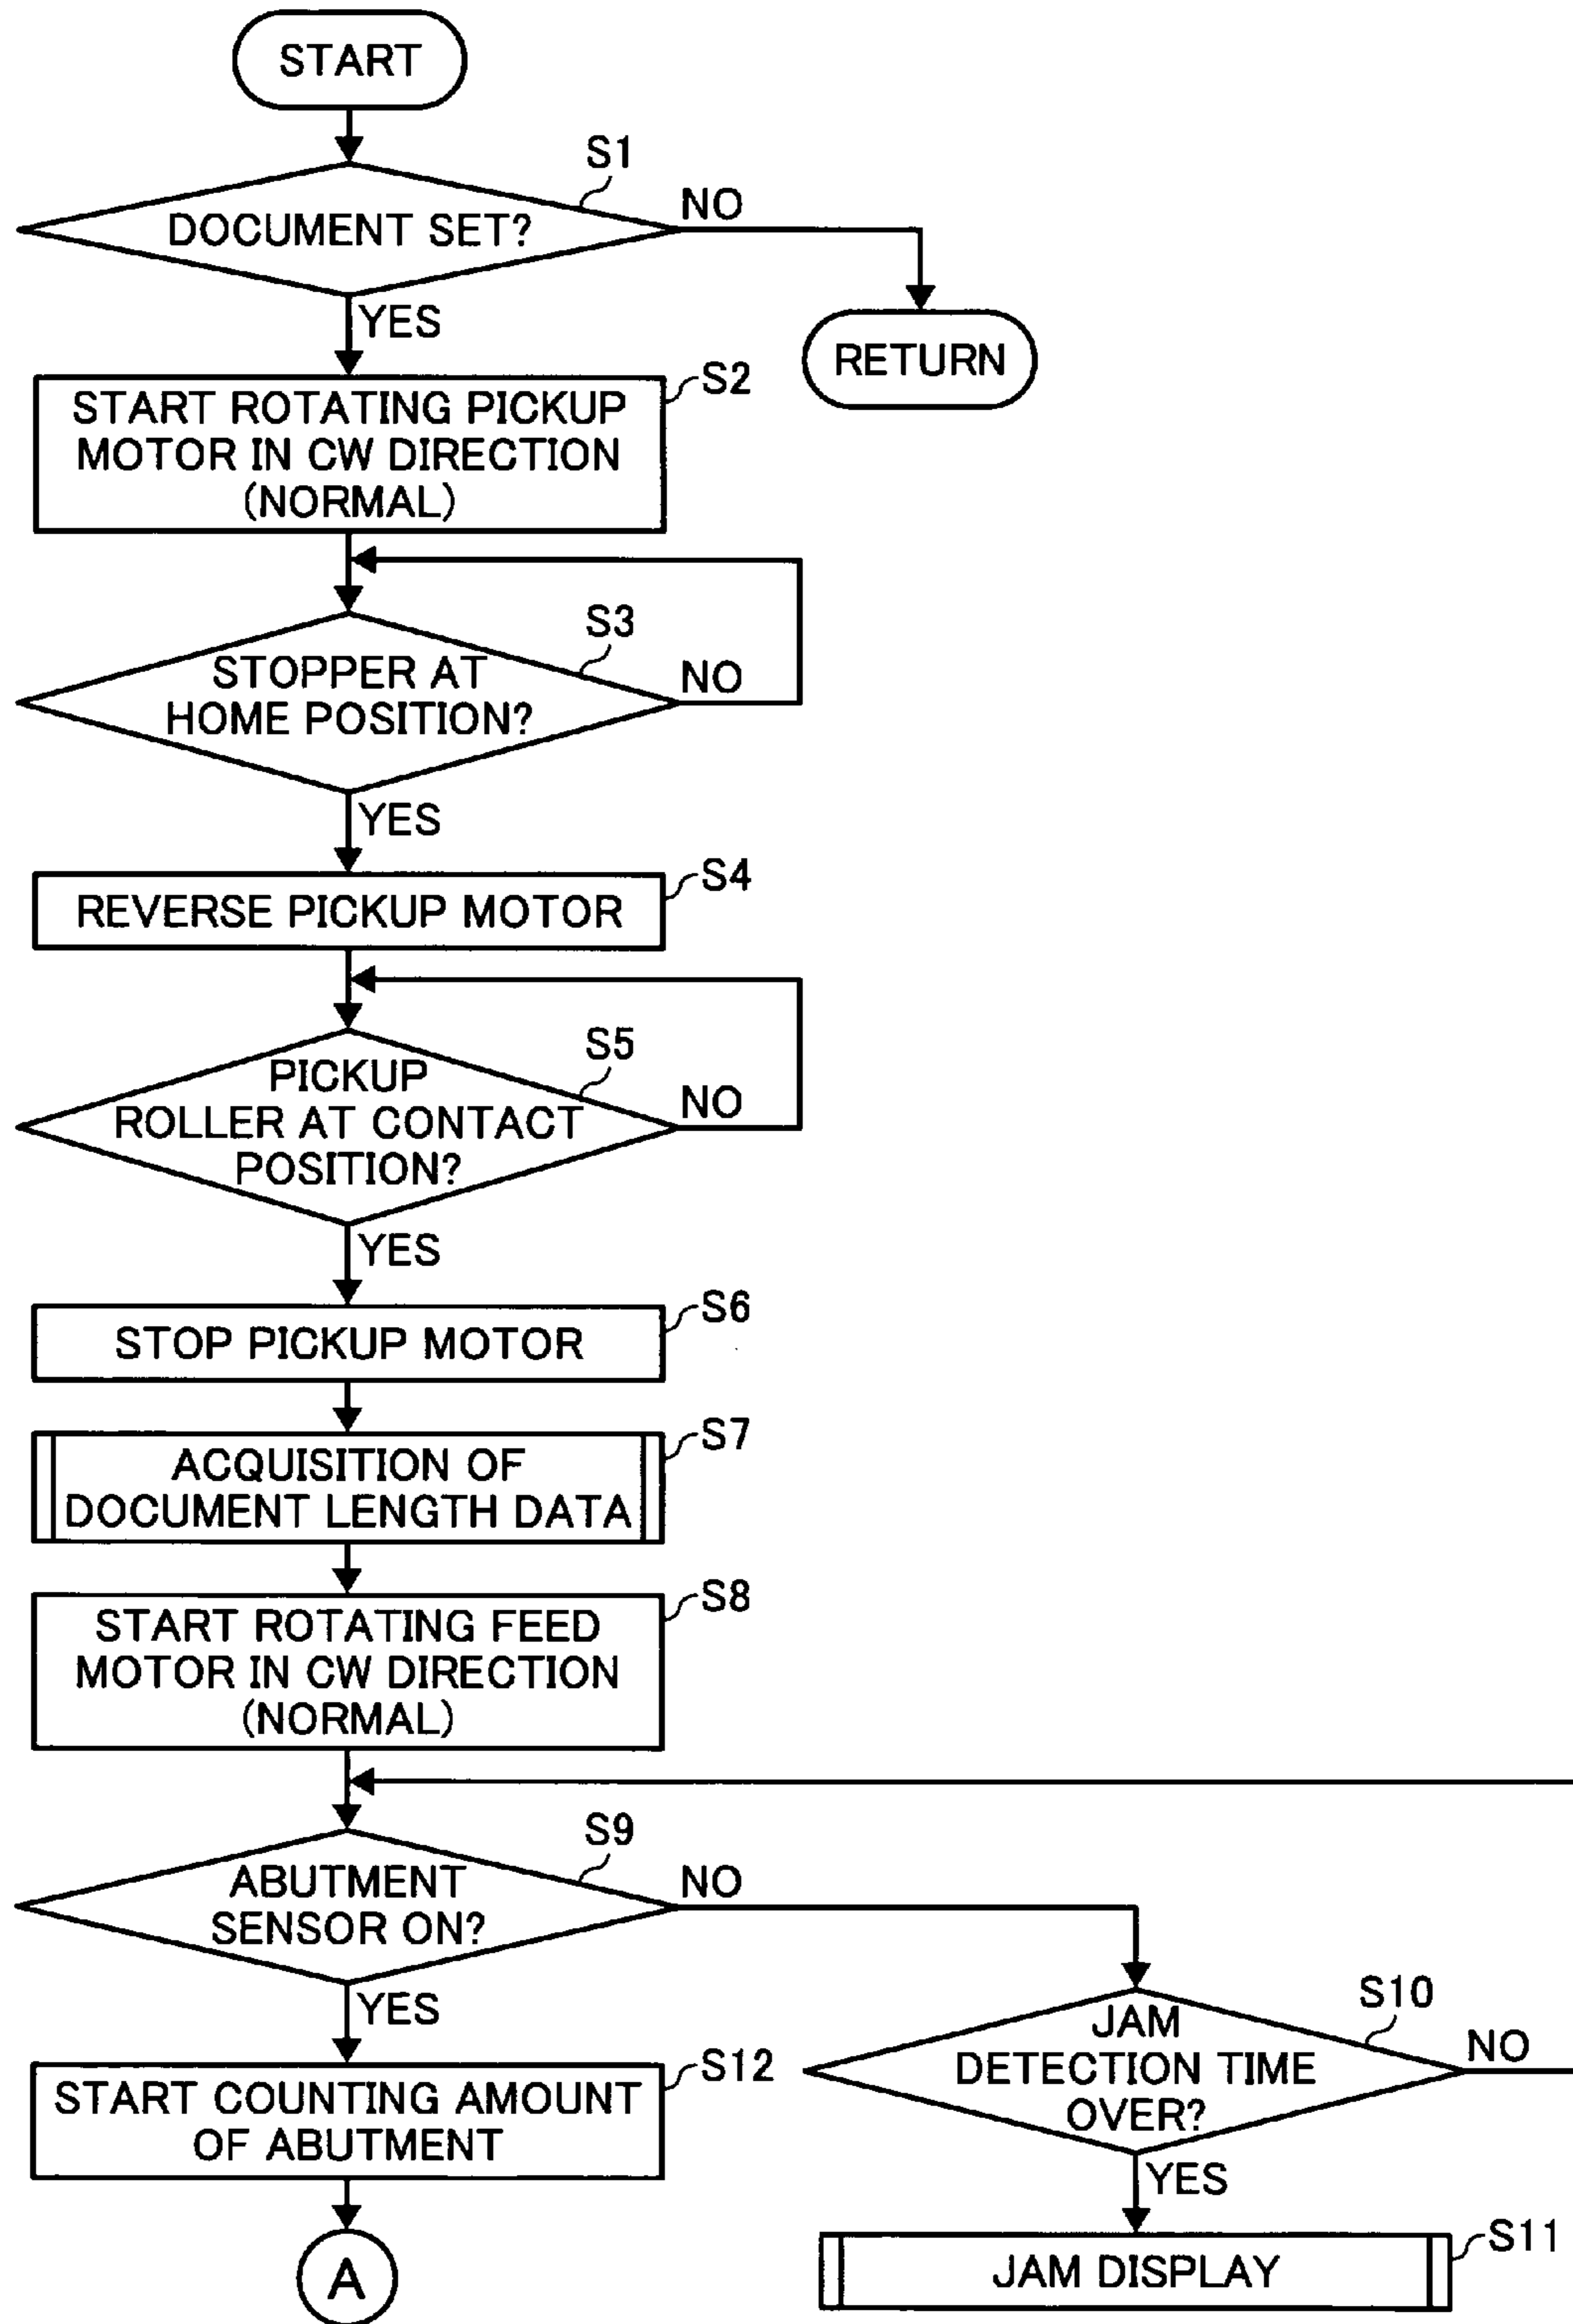 START
S1
DOCUMENT SET?
NO
YES
RETURN
S2
START ROTATING PICKUP
MOTOR IN CW DIRECTION
(NORMAL)
S3
STOPPER AT
HOME POSITION?
NO
YES
S4
REVERSE PICKUP MOTOR
S5
PICKUP
ROLLER AT CONTACT
POSITION?
NO
YES
S6
STOP PICKUP MOTOR
S7
ACQUISITION OF
DOCUMENT LENGTH DATA
S8
START ROTATING FEED
MOTOR IN CW DIRECTION
(NORMAL)
S9
ABUTMENT
SENSOR ON?
NO
YES
S10
JAM
DETECTION TIME
OVER?
NO
YES
S12
START COUNTING AMOUNT
OF ABUTMENT
S11
JAM DISPLAY
A